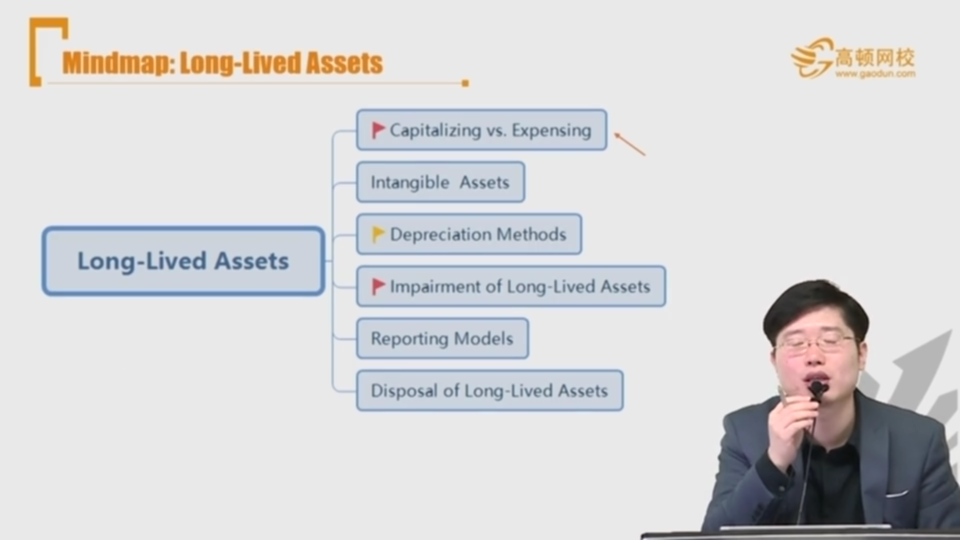 Mindmap: Long-Lived Assets
高顿网校
www.gaodun.com
Capitalizing vs. Expensing
Intangible Assets
Depreciation Methods
Long-Lived Assets
Impairment of Long-Lived Assets
Reporting Models
Disposal of Long-Lived Assets